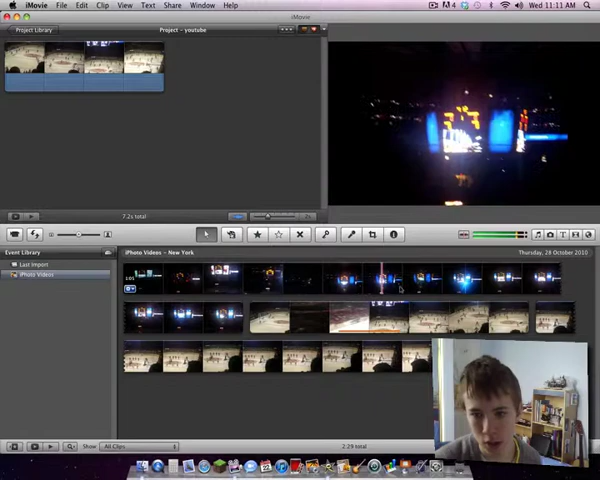 iMovie File Edit Clip View Text Share Window Help
Wed 11:11 AM
iMovie
Project Library
Project - youtube
7.2s total
Event Library
iPhoto Videos - New York
Thursday, 28 October 2010
Last Import
iPhoto Videos
1:01
Show
All Clips
2:29 total